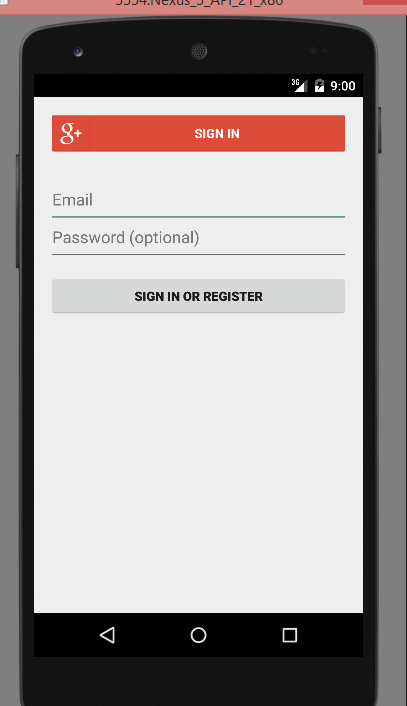 5554:Nexus_5_API_21_x86
3G 9:00
g+ SIGN IN
Email
Password (optional)
SIGN IN OR REGISTER